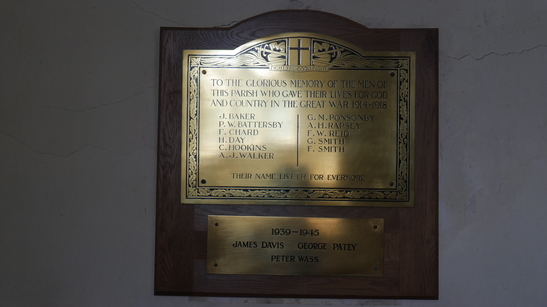 TO THE GLORIOUS MEMORY OF THE MEN OF
THIS PARISH WHO GAVE THEIR LIVES FOR GOD
AND COUNTRY IN THE GREAT WAR 1914-1918
J. BAKER
P. W. BATTERSBY
F. CHARD
H. DAY
C. HOOKINS
A. J. WALKER
G. M. PONSONBY
A. H. RAPSEY
F. W. REID
G. SMITH
F. SMITH
THEIR NAME LIVETH FOR EVERMORE
1939-1945
JAMES DAVIS GEORGE PATEY
PETER WASS